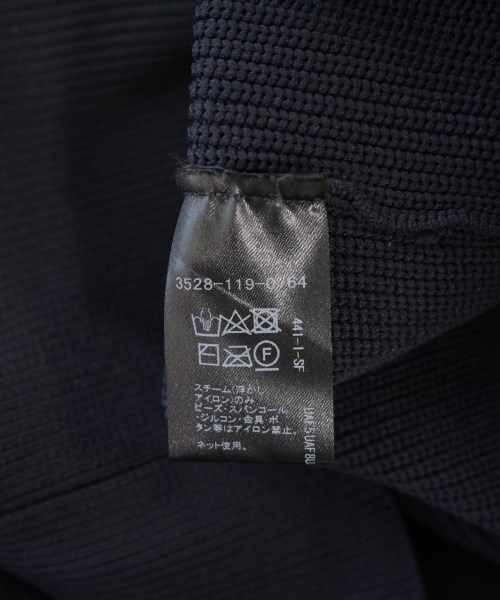 3528-119-0764
F
スチーム(浮かし
アイロン)のみ
ビーズ・スパンコール
・ジルコン・金具・ボ
タン等はアイロン禁止。
ネット使用。
441-1-SF